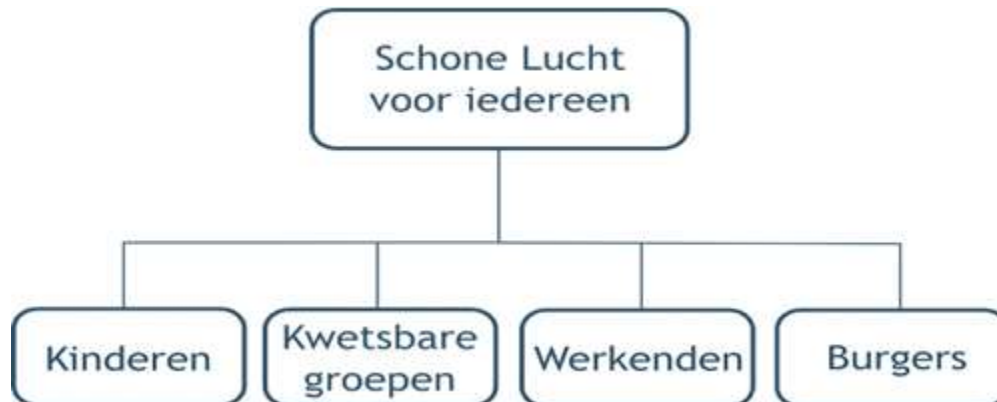 Schone Lucht
voor iedereen
Kinderen
Kwetsbare
groepen
Werkenden
Burgers